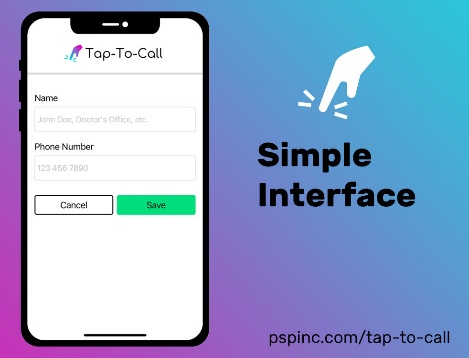 Tap-To-Call
Name
John Doe, Doctor's Office, etc.
Phone Number
123 456 7890
Cancel
Save
Simple
Interface
pspinc.com/tap-to-call